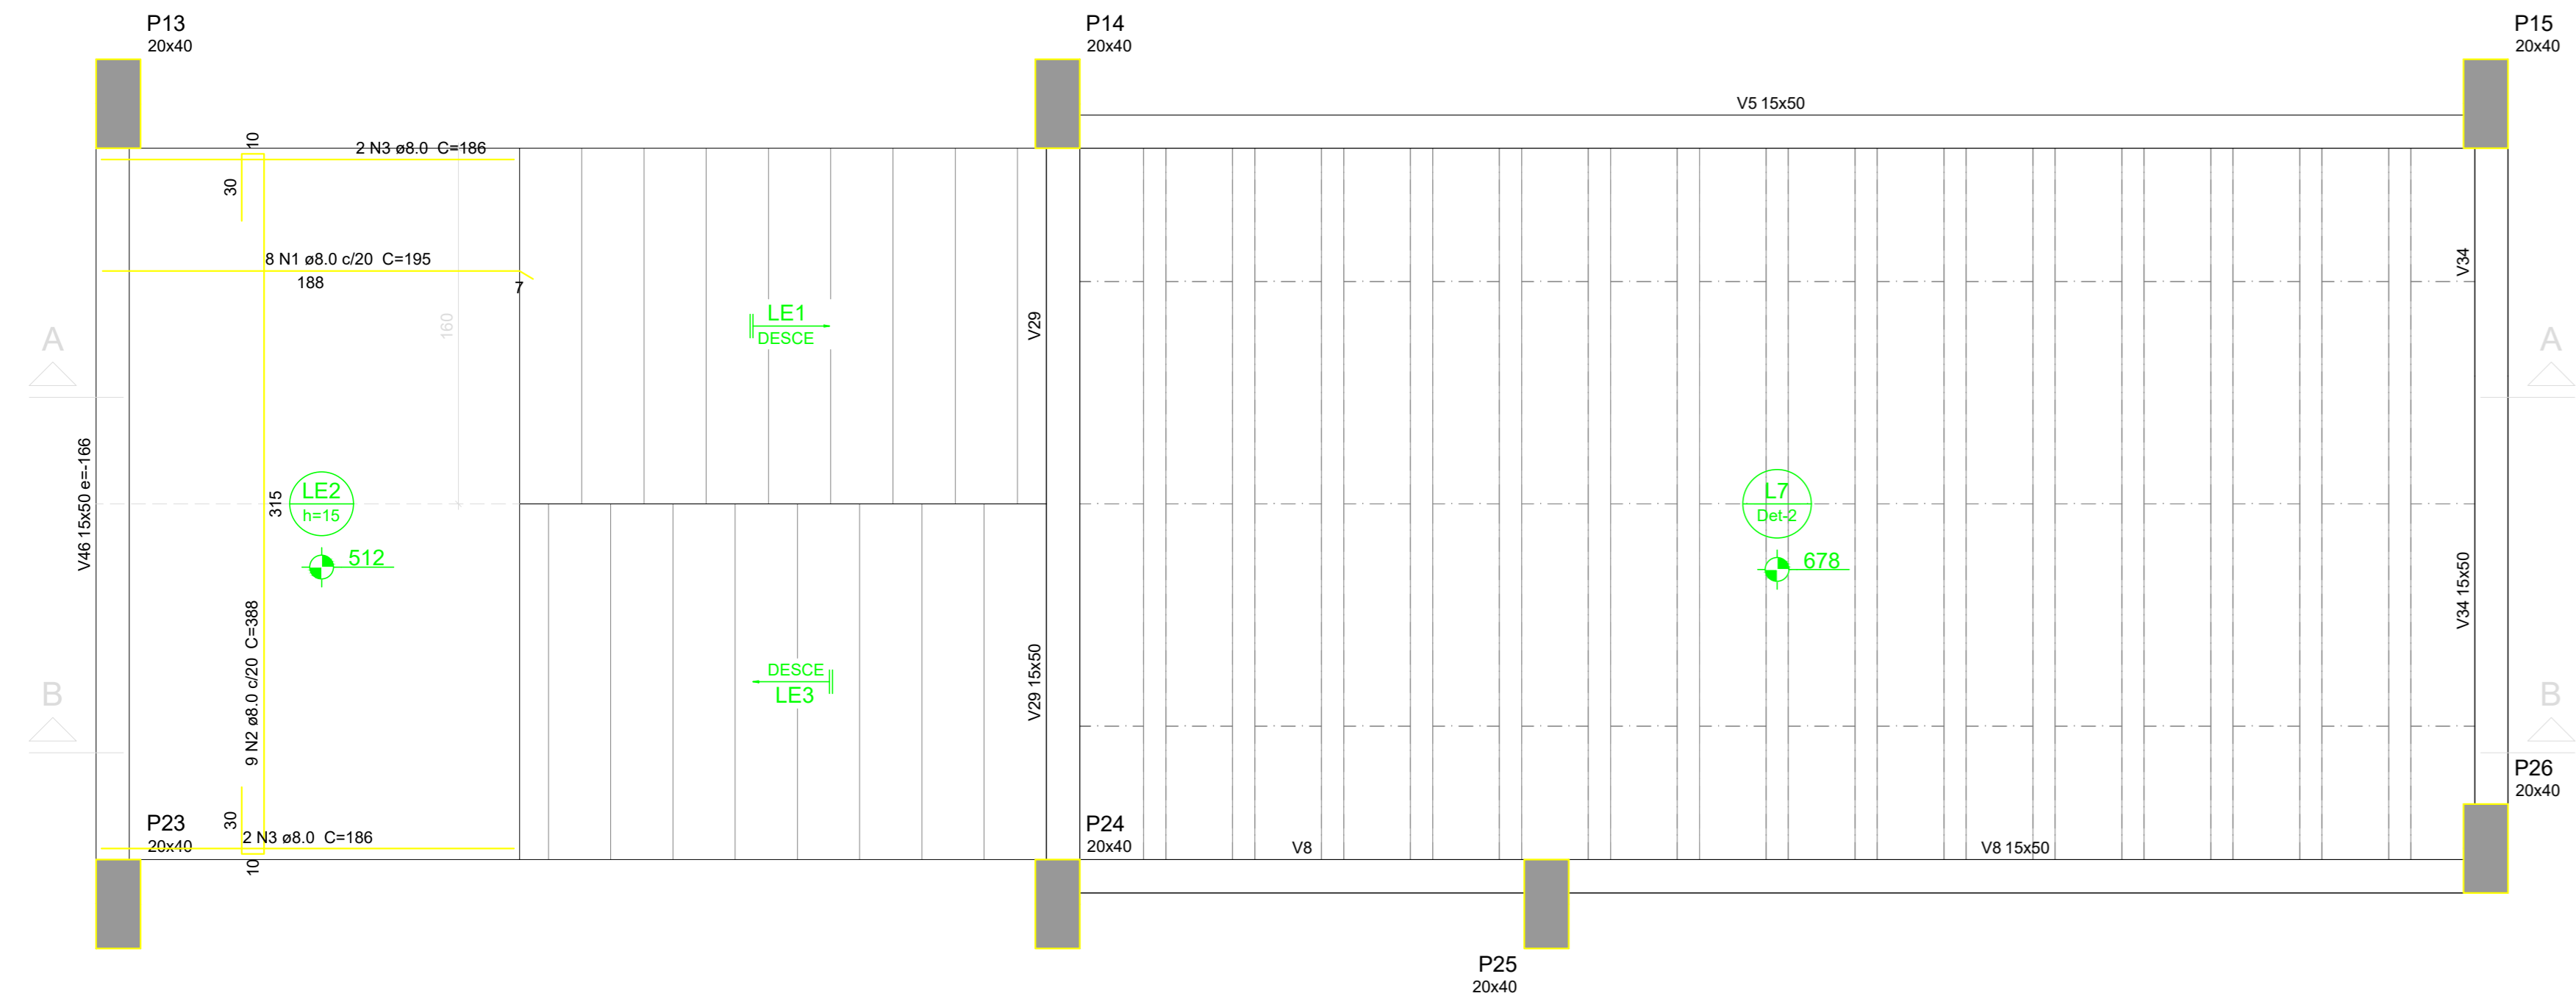 P13
20x40
P14
20x40
P15
20x40
V5 15x50
10
2 N3 ø8.0  C=186
30
8 N1 ø8.0 c/20  C=195
188
7
160
LE1
DESCE
V29
V34
A
A
V46 15x50 e=-166
315
LE2
h=15
512
L7
Det-2
678
9 N2 ø8.0 c/20  C=388
DESCE
LE3
V29 15x50
V34 15x50
B
B
P23
20x40
30
2 N3 ø8.0  C=186
10
P24
20x40
V8
V8 15x50
P26
20x40
P25
20x40